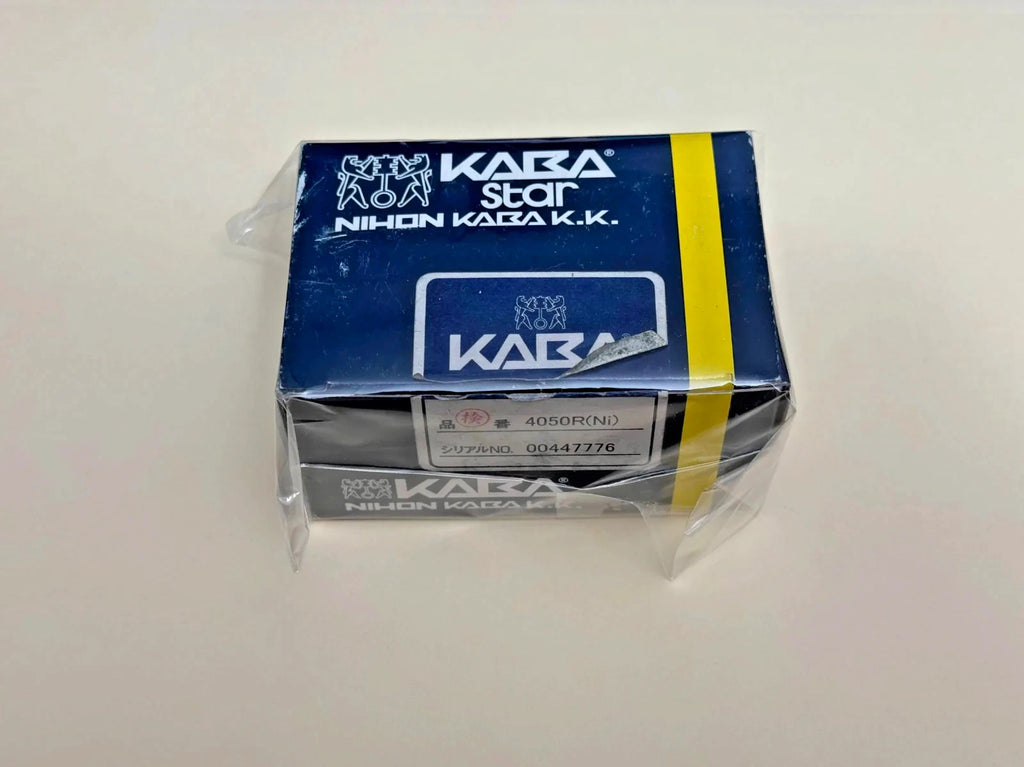 KABA®
star
NIHON KABA K.K.
KABA
品 検 番 4050R(Ni)
シリアルNO. 00447776
KABA®
NIHON KABA K.K.